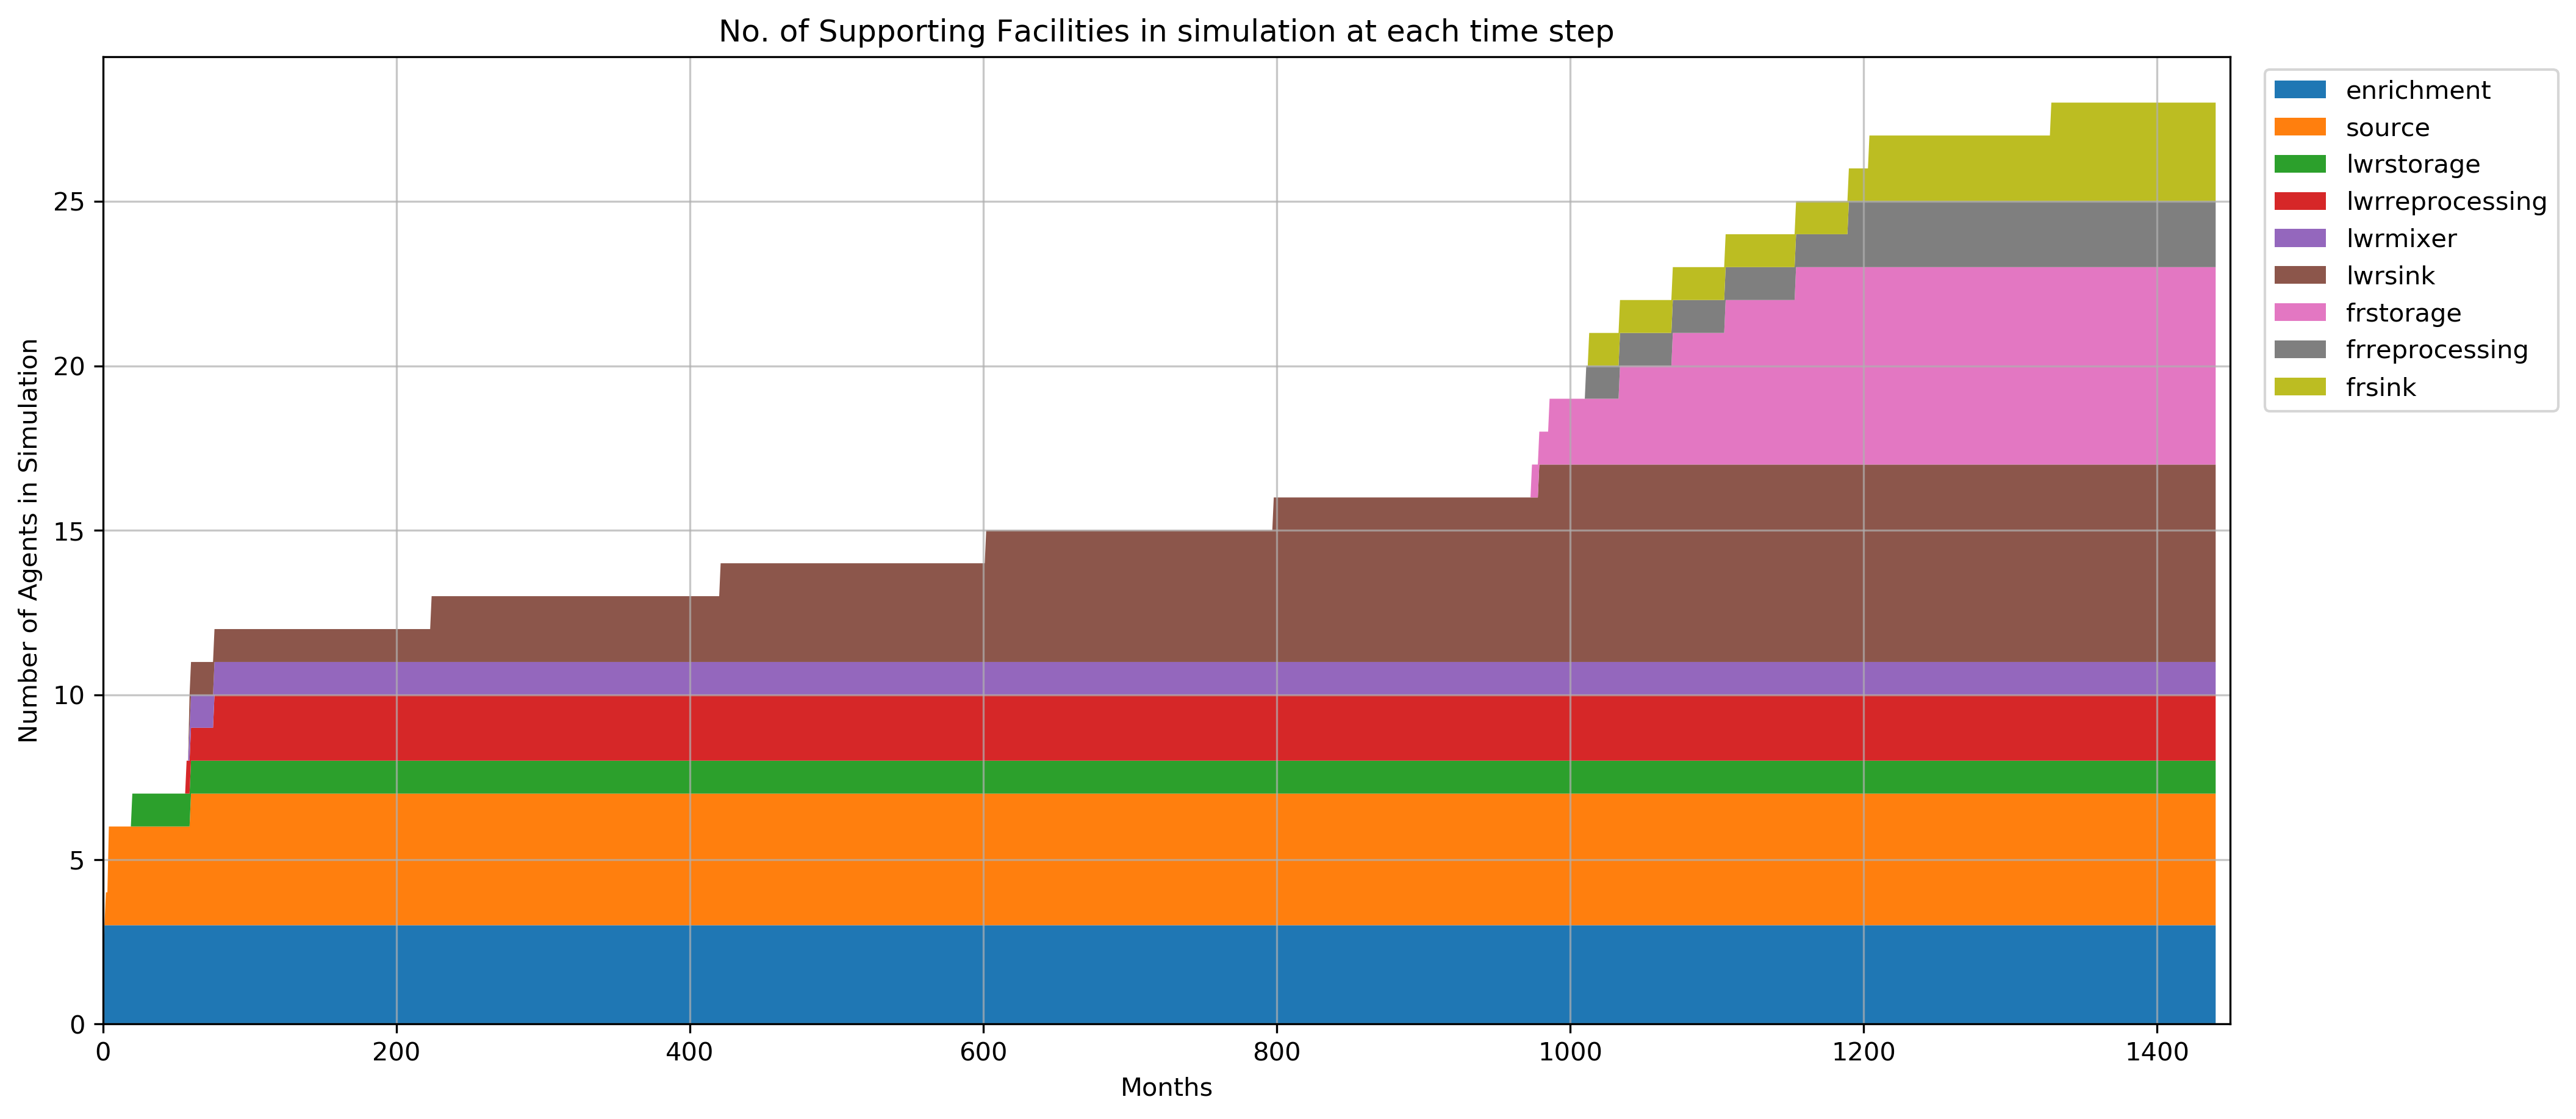 No. of Supporting Facilities in simulation at each time step
Number of Agents in Simulation
25
20
15
10
5
0
0 200 400 600 800 1000 1200 1400
Months
enrichment
source
lwrstorage
lwrreprocessing
lwrmixer
lwrsink
frstorage
frreprocessing
frsink